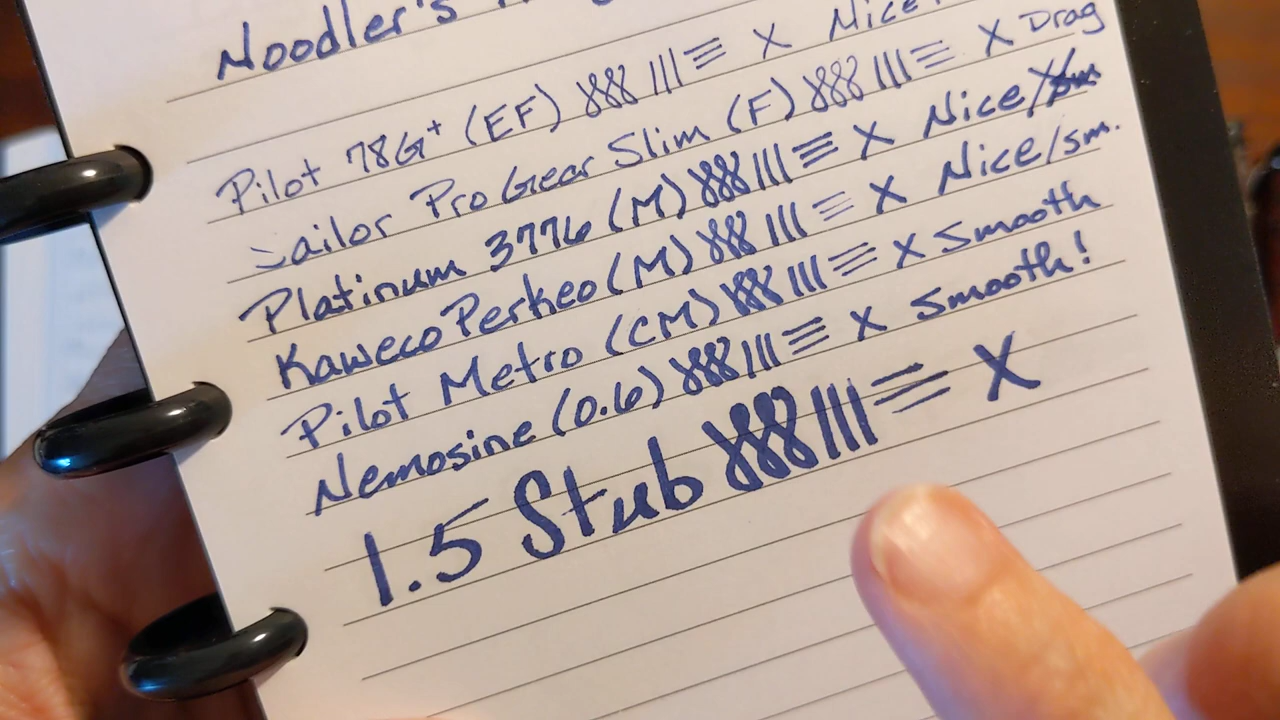 Noodler's
Pilot 78G+ (EF) X Nice
Sailor Pro Gear Slim (F) X Drag
Platinum 3776 (M) X Nice/sm
Kaweco Perkeo (M) X Nice/sm.
Pilot Metro (CM) X Smooth
Nemosine (0.6) X Smooth!
1.5 Stub X